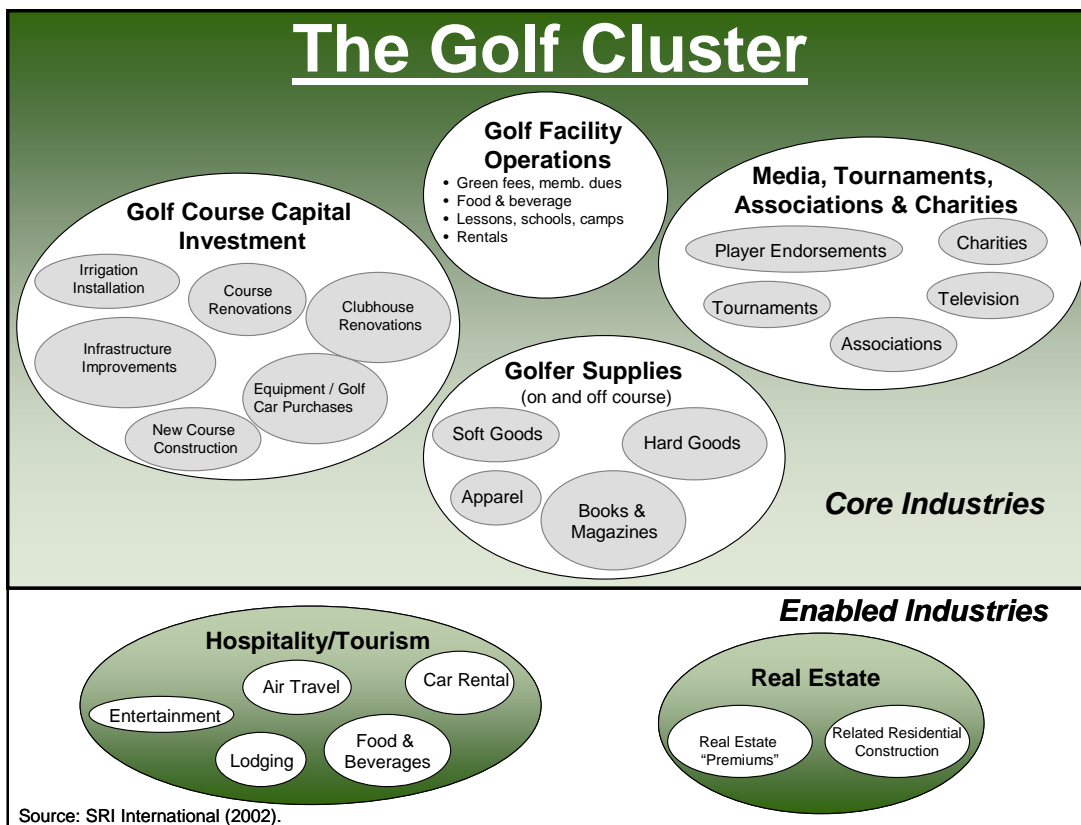 The Golf Cluster
Golf Facility
Operations
• Green fees, memb. dues
• Food & beverage
• Lessons, schools, camps
• Rentals
Golf Course Capital
Investment
Irrigation
Installation
Course
Renovations
Clubhouse
Renovations
Infrastructure
Improvements
Equipment / Golf
Car Purchases
New Course
Construction
Media, Tournaments,
Associations & Charities
Player Endorsements
Charities
Tournaments
Television
Associations
Golfer Supplies
(on and off course)
Soft Goods
Hard Goods
Apparel
Books &
Magazines
Core Industries
Enabled Industries
Hospitality/Tourism
Air Travel
Car Rental
Entertainment
Lodging
Food &
Beverages
Real Estate
Real Estate
“Premiums”
Related Residential
Construction
Source: SRI International (2002).